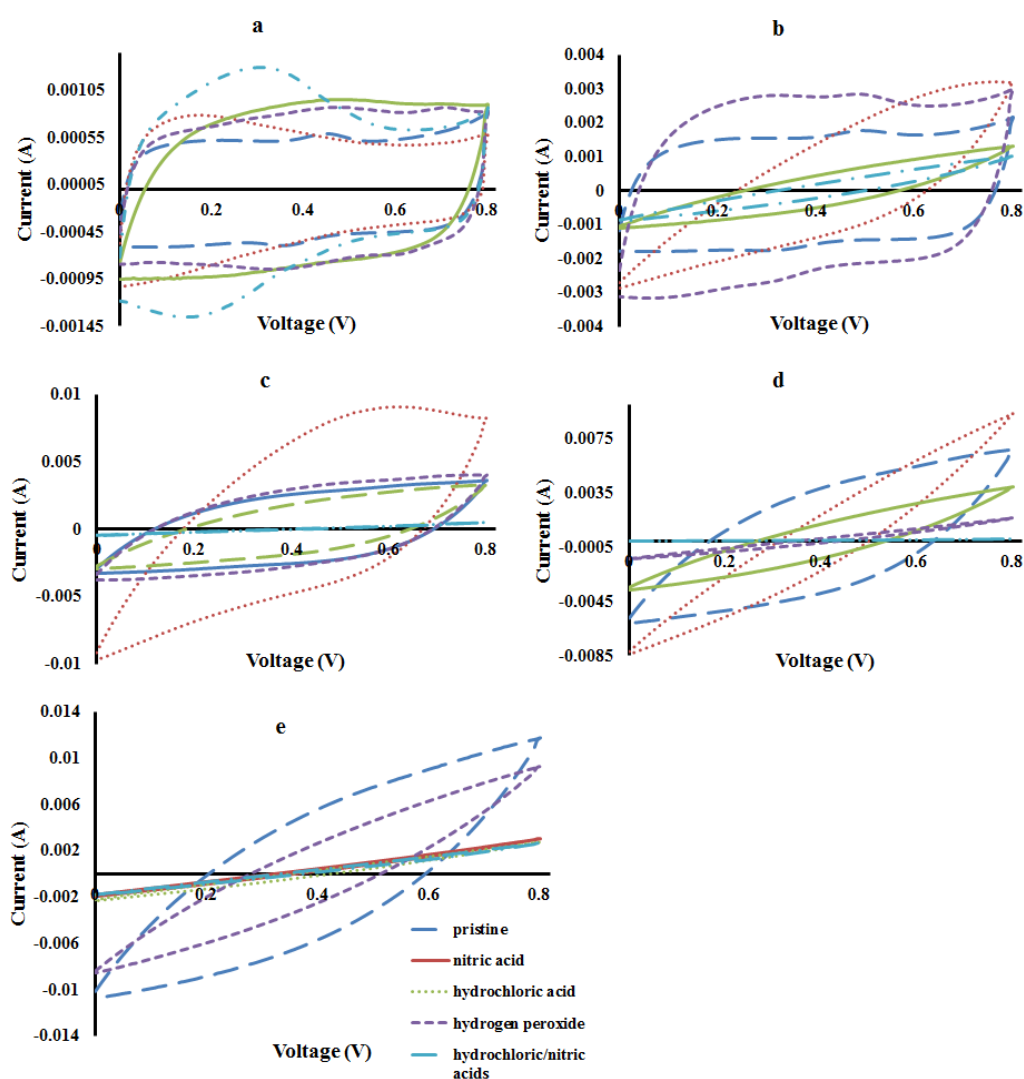 a
0.00105
0.00055
0.00005
-0.00045
-0.00095
-0.00145
0
0.2
0.4
0.6
0.8
Current (A)
Voltage (V)
b
0.004
0.003
0.002
0.001
0
-0.001
-0.002
-0.003
-0.004
0
0.2
0.4
0.6
0.8
Current (A)
Voltage (V)
c
0.01
0.005
0
-0.005
-0.01
0
0.2
0.4
0.6
0.8
Current (A)
Voltage (V)
d
0.0075
0.0035
-0.0005
-0.0045
-0.0085
0
0.2
0.4
0.6
0.8
Current (A)
Voltage (V)
e
0.014
0.01
0.006
0.002
-0.002
-0.006
-0.01
-0.014
0
0.2
0.4
0.6
0.8
Current (A)
Voltage (V)
pristine
nitric acid
hydrochloric acid
hydrogen peroxide
hydrochloric/nitric
acids